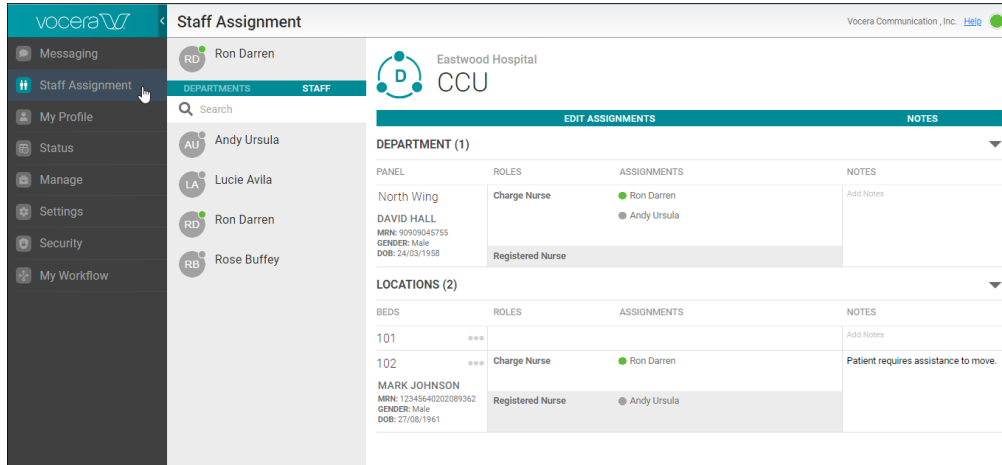 vocera
Staff Assignment
Vocera Communication , Inc. Help
Messaging
Staff Assignment
My Profile
Status
Manage
Settings
Security
My Workflow
RD Ron Darren
DEPARTMENTS STAFF
Search
AU Andy Ursula
LA Lucie Avila
RD Ron Darren
RB Rose Buffey
D
Eastwood Hospital
CCU
EDIT ASSIGNMENTS NOTES
DEPARTMENT (1)
PANEL ROLES ASSIGNMENTS NOTES
North Wing Charge Nurse Ron Darren Add Notes
Andy Ursula
DAVID HALL
MRN: 90909045755
GENDER: Male
DOB: 24/03/1958 Registered Nurse
LOCATIONS (2)
BEDS ROLES ASSIGNMENTS NOTES
101 Add Notes
102 Charge Nurse Ron Darren Patient requires assistance to move.
MARK JOHNSON
MRN: 12345640202089362 Registered Nurse Andy Ursula
GENDER: Male
DOB: 27/08/1961